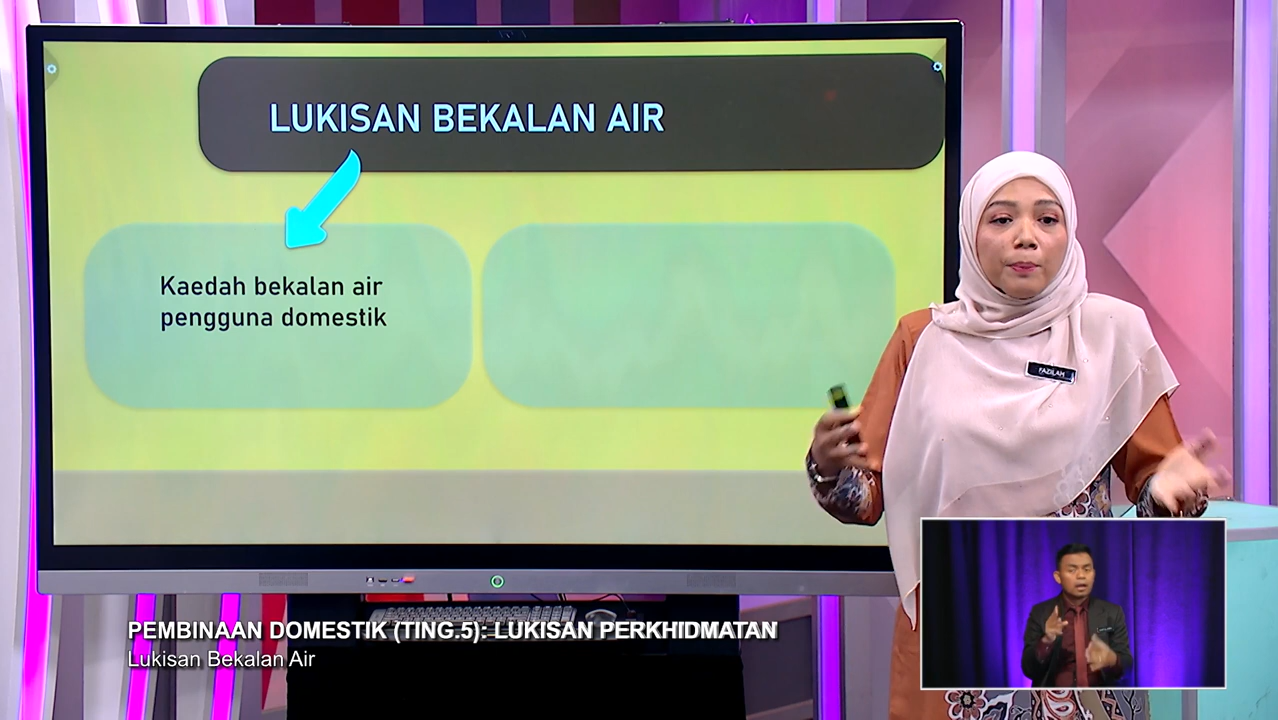 LUKISAN BEKALAN AIR
Kaedah bekalan air
pengguna domestik
FAZILAH
PEMBINAAN DOMESTIK (TING.5): LUKISAN PERKHIDMATAN
Lukisan Bekalan Air